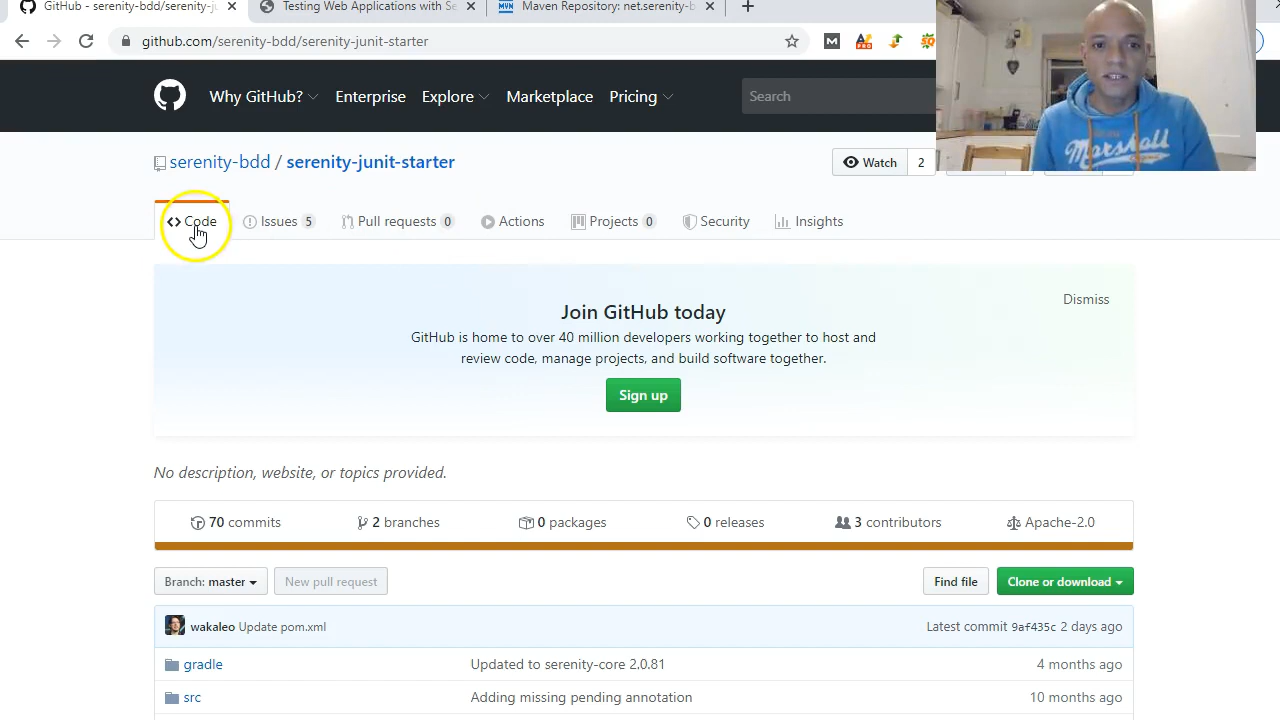 GitHub - serenity-bdd/serenity-ju
Testing Web Applications with Se
Maven Repository: net.serenity-b
github.com/serenity-bdd/serenity-junit-starter
Why GitHub?
Enterprise
Explore
Marketplace
Pricing
Search
serenity-bdd / serenity-junit-starter
Watch 2
Marshall
<> Code
Issues 5
Pull requests 0
Actions
Projects 0
Security
Insights
Join GitHub today
Dismiss
GitHub is home to over 40 million developers working together to host and
review code, manage projects, and build software together.
Sign up
No description, website, or topics provided.
70 commits
2 branches
0 packages
0 releases
3 contributors
Apache-2.0
Branch: master
New pull request
Find file
Clone or download
wakaleo Update pom.xml
Latest commit 9af435c 2 days ago
gradle
Updated to serenity-core 2.0.81
4 months ago
src
Adding missing pending annotation
10 months ago